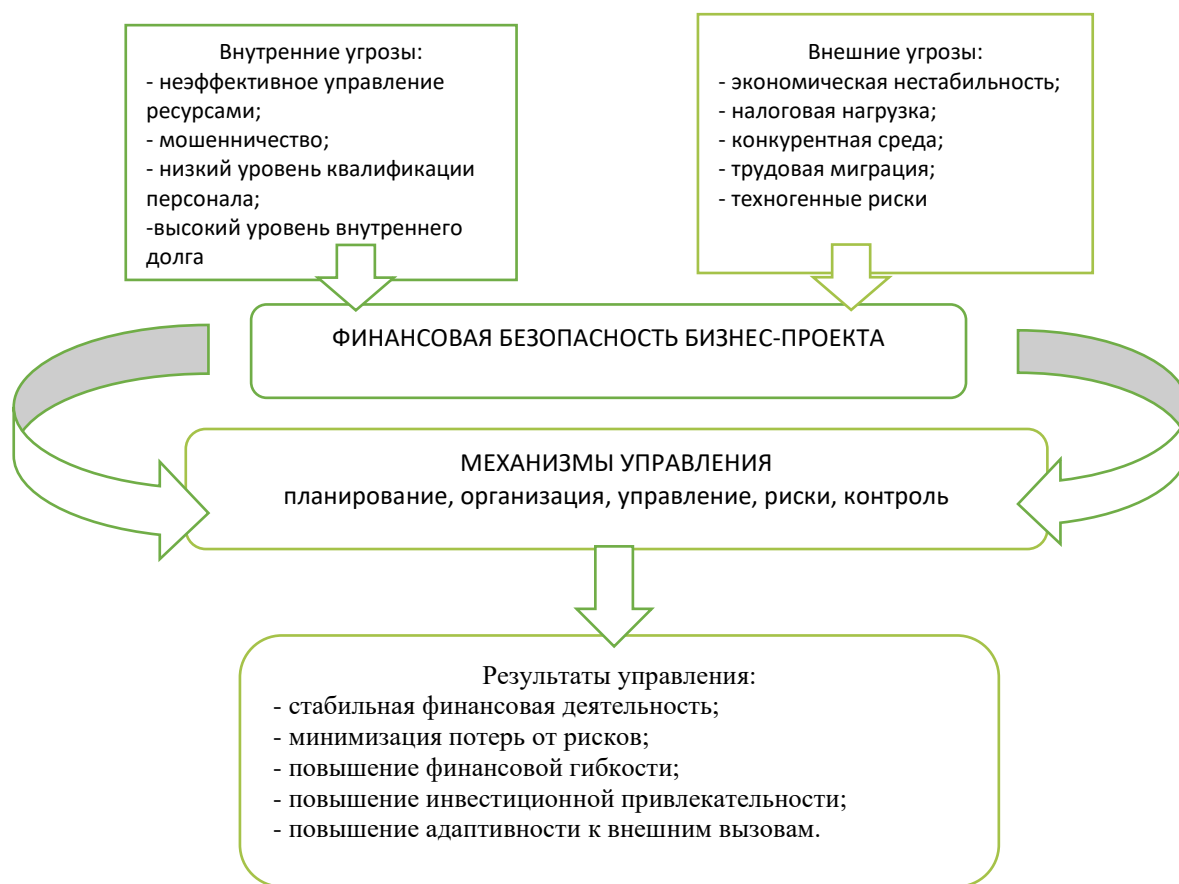 Внутренние угрозы:
- неэффективное управление
ресурсами;
- мошенничество;
- низкий уровень квалификации
персонала;
-высокий уровень внутреннего
долга
Внешние угрозы:
- экономическая нестабильность;
- налоговая нагрузка;
- конкурентная среда;
- трудовая миграция;
- техногенные риски
ФИНАНСОВАЯ БЕЗОПАСНОСТЬ БИЗНЕС-ПРОЕКТА
МЕХАНИЗМЫ УПРАВЛЕНИЯ
планирование, организация, управление, риски, контроль
Результаты управления:
- стабильная финансовая деятельность;
- минимизация потерь от рисков;
- повышение финансовой гибкости;
- повышение инвестиционной привлекательности;
- повышение адаптивности к внешним вызовам.